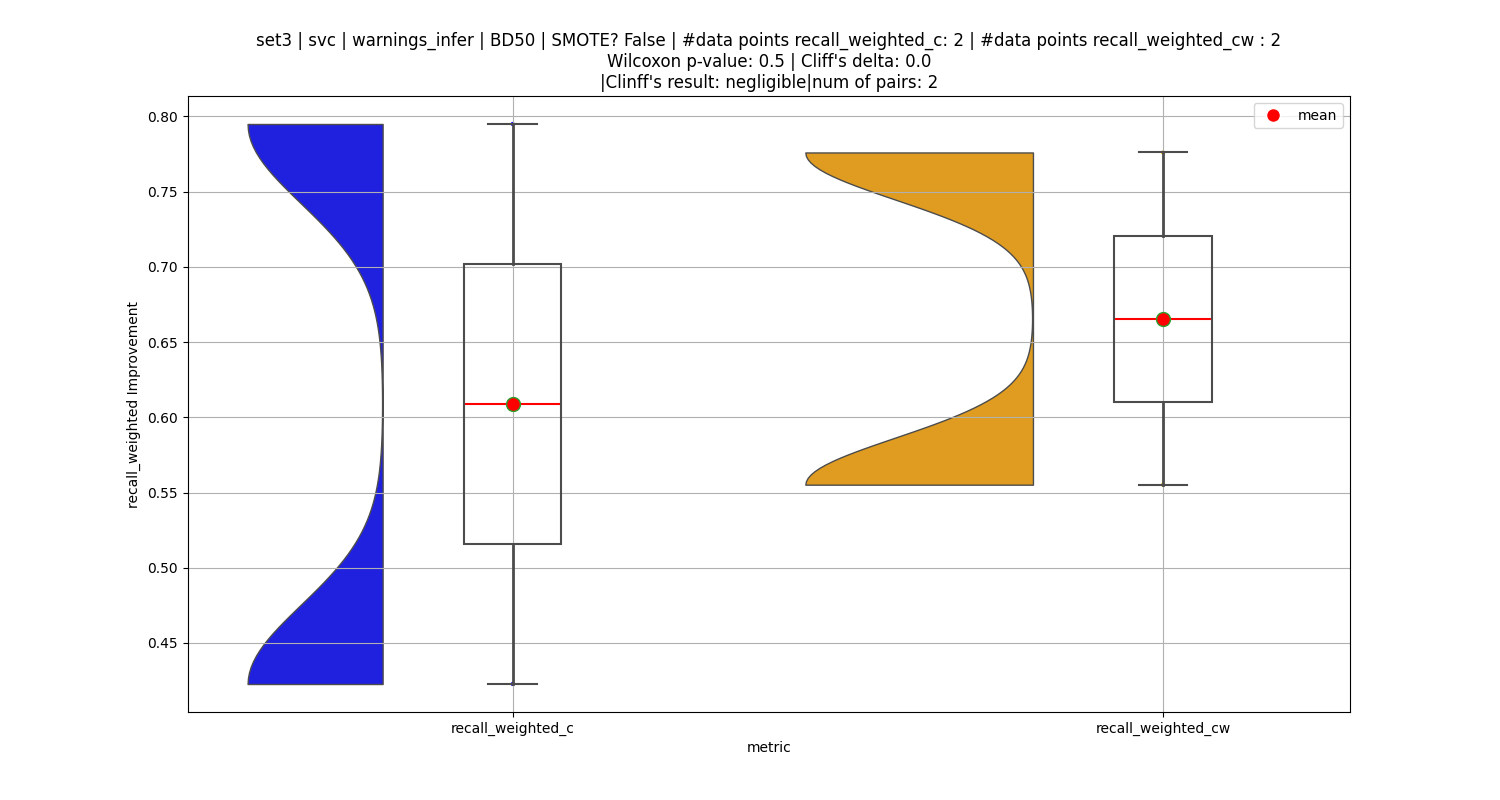 set3 | svc | warnings_infer | BD50 | SMOTE? False | #data points recall_weighted_c: 2 | #data points recall_weighted_cw : 2
Wilcoxon p-value: 0.5 | Cliff's delta: 0.0
|Clinff's result: negligible|num of pairs: 2
mean
0.80
0.75
0.70
0.65
0.60
0.55
0.50
0.45
recall_weighted Improvement
recall_weighted_c
recall_weighted_cw
metric